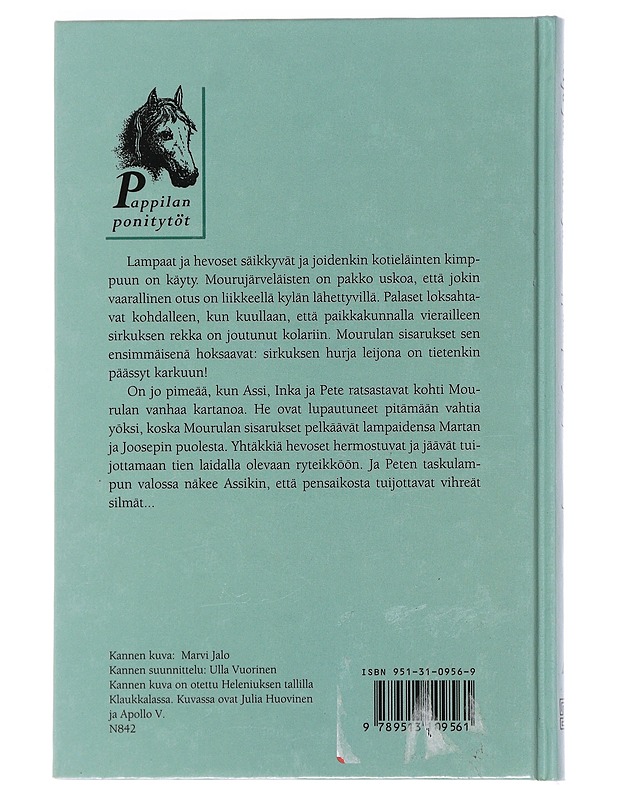 Pappilan
ponitytöt
Lampaat ja hevoset säikkyvät ja joidenkin kotieläinten kimp-
puun on käyty. Mourujärveläisten on pakko uskoa, että jokin
vaarallinen otus on liikkeellä kylän lähettyvillä. Palaset loksahta-
vat kohdalleen, kun kuullaan, että paikkakunnalla vierailleen
sirkuksen rekka on joutunut kolariin. Mourulan sisarukset sen
ensimmäisenä hoksaavat: sirkuksen hurja leijona on tietenkin
päässyt karkuun!
On jo pimeää, kun Assi, Inka ja Pete ratsastavat kohti Mou-
rulan vanhaa kartanoa. He ovat lupautuneet pitämään vahtia
yöksi, koska Mourulan sisarukset pelkäävät lampaidensa Martan
ja Joosepin puolesta. Yhtäkkiä hevoset hermostuvat ja jäävät tui-
jottamaan tien laidalla olevaan ryteikköön. Ja Peten taskulam-
pun valossa näkee Assikin, että pensaikosta tuijottavat vihreät
silmät...
Kannen kuva: Marvi Jalo
Kannen suunnittelu: Ulla Vuorinen
Kannen kuva on otettu Heleniuksen tallilla
Klaukkalassa. Kuvassa ovat Julia Huovinen
ja Apollo V.
N842
ISBN 951-31-0956-9
9 789513 109561